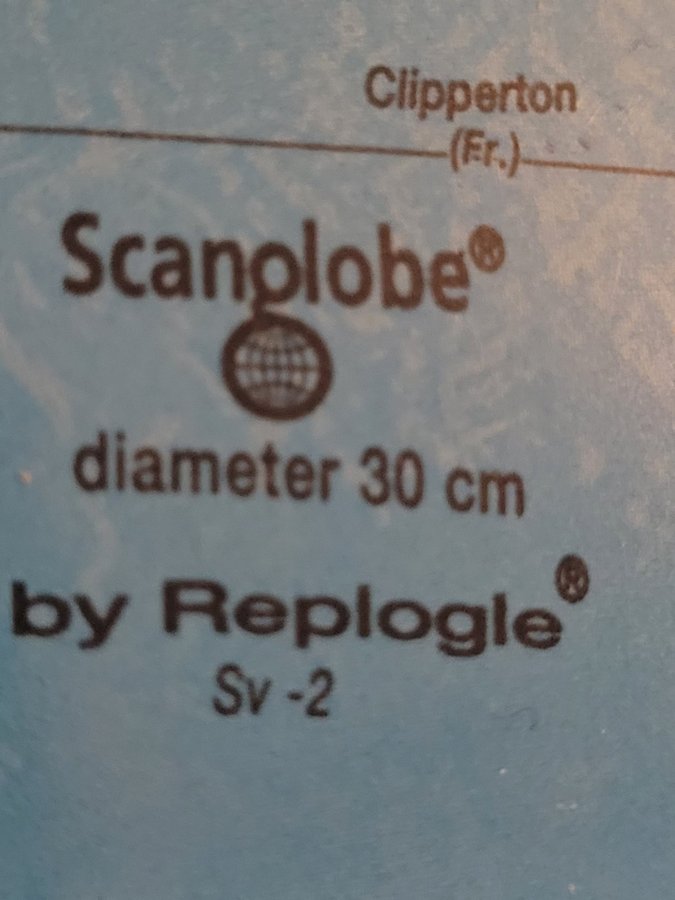 Clipperton
(Fr.)
Scanglobe®
diameter 30 cm
by Replogle®
Sv -2